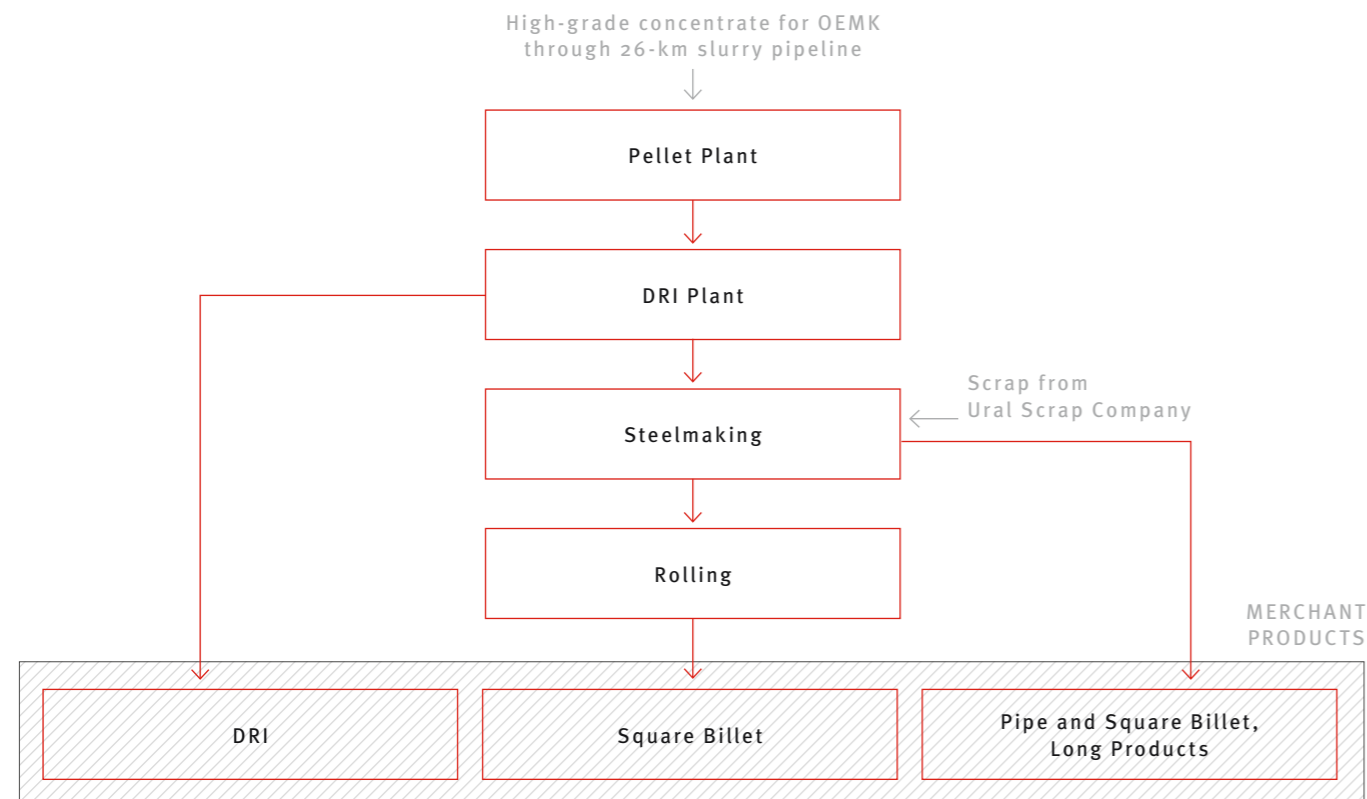 High-grade concentrate for OEMK
through 26-km slurry pipeline
Pellet Plant
DRI Plant
Scrap from
Ural Scrap Company
Steelmaking
Rolling
MERCHANT
PRODUCTS
DRI
Square Billet
Pipe and Square Billet,
Long Products